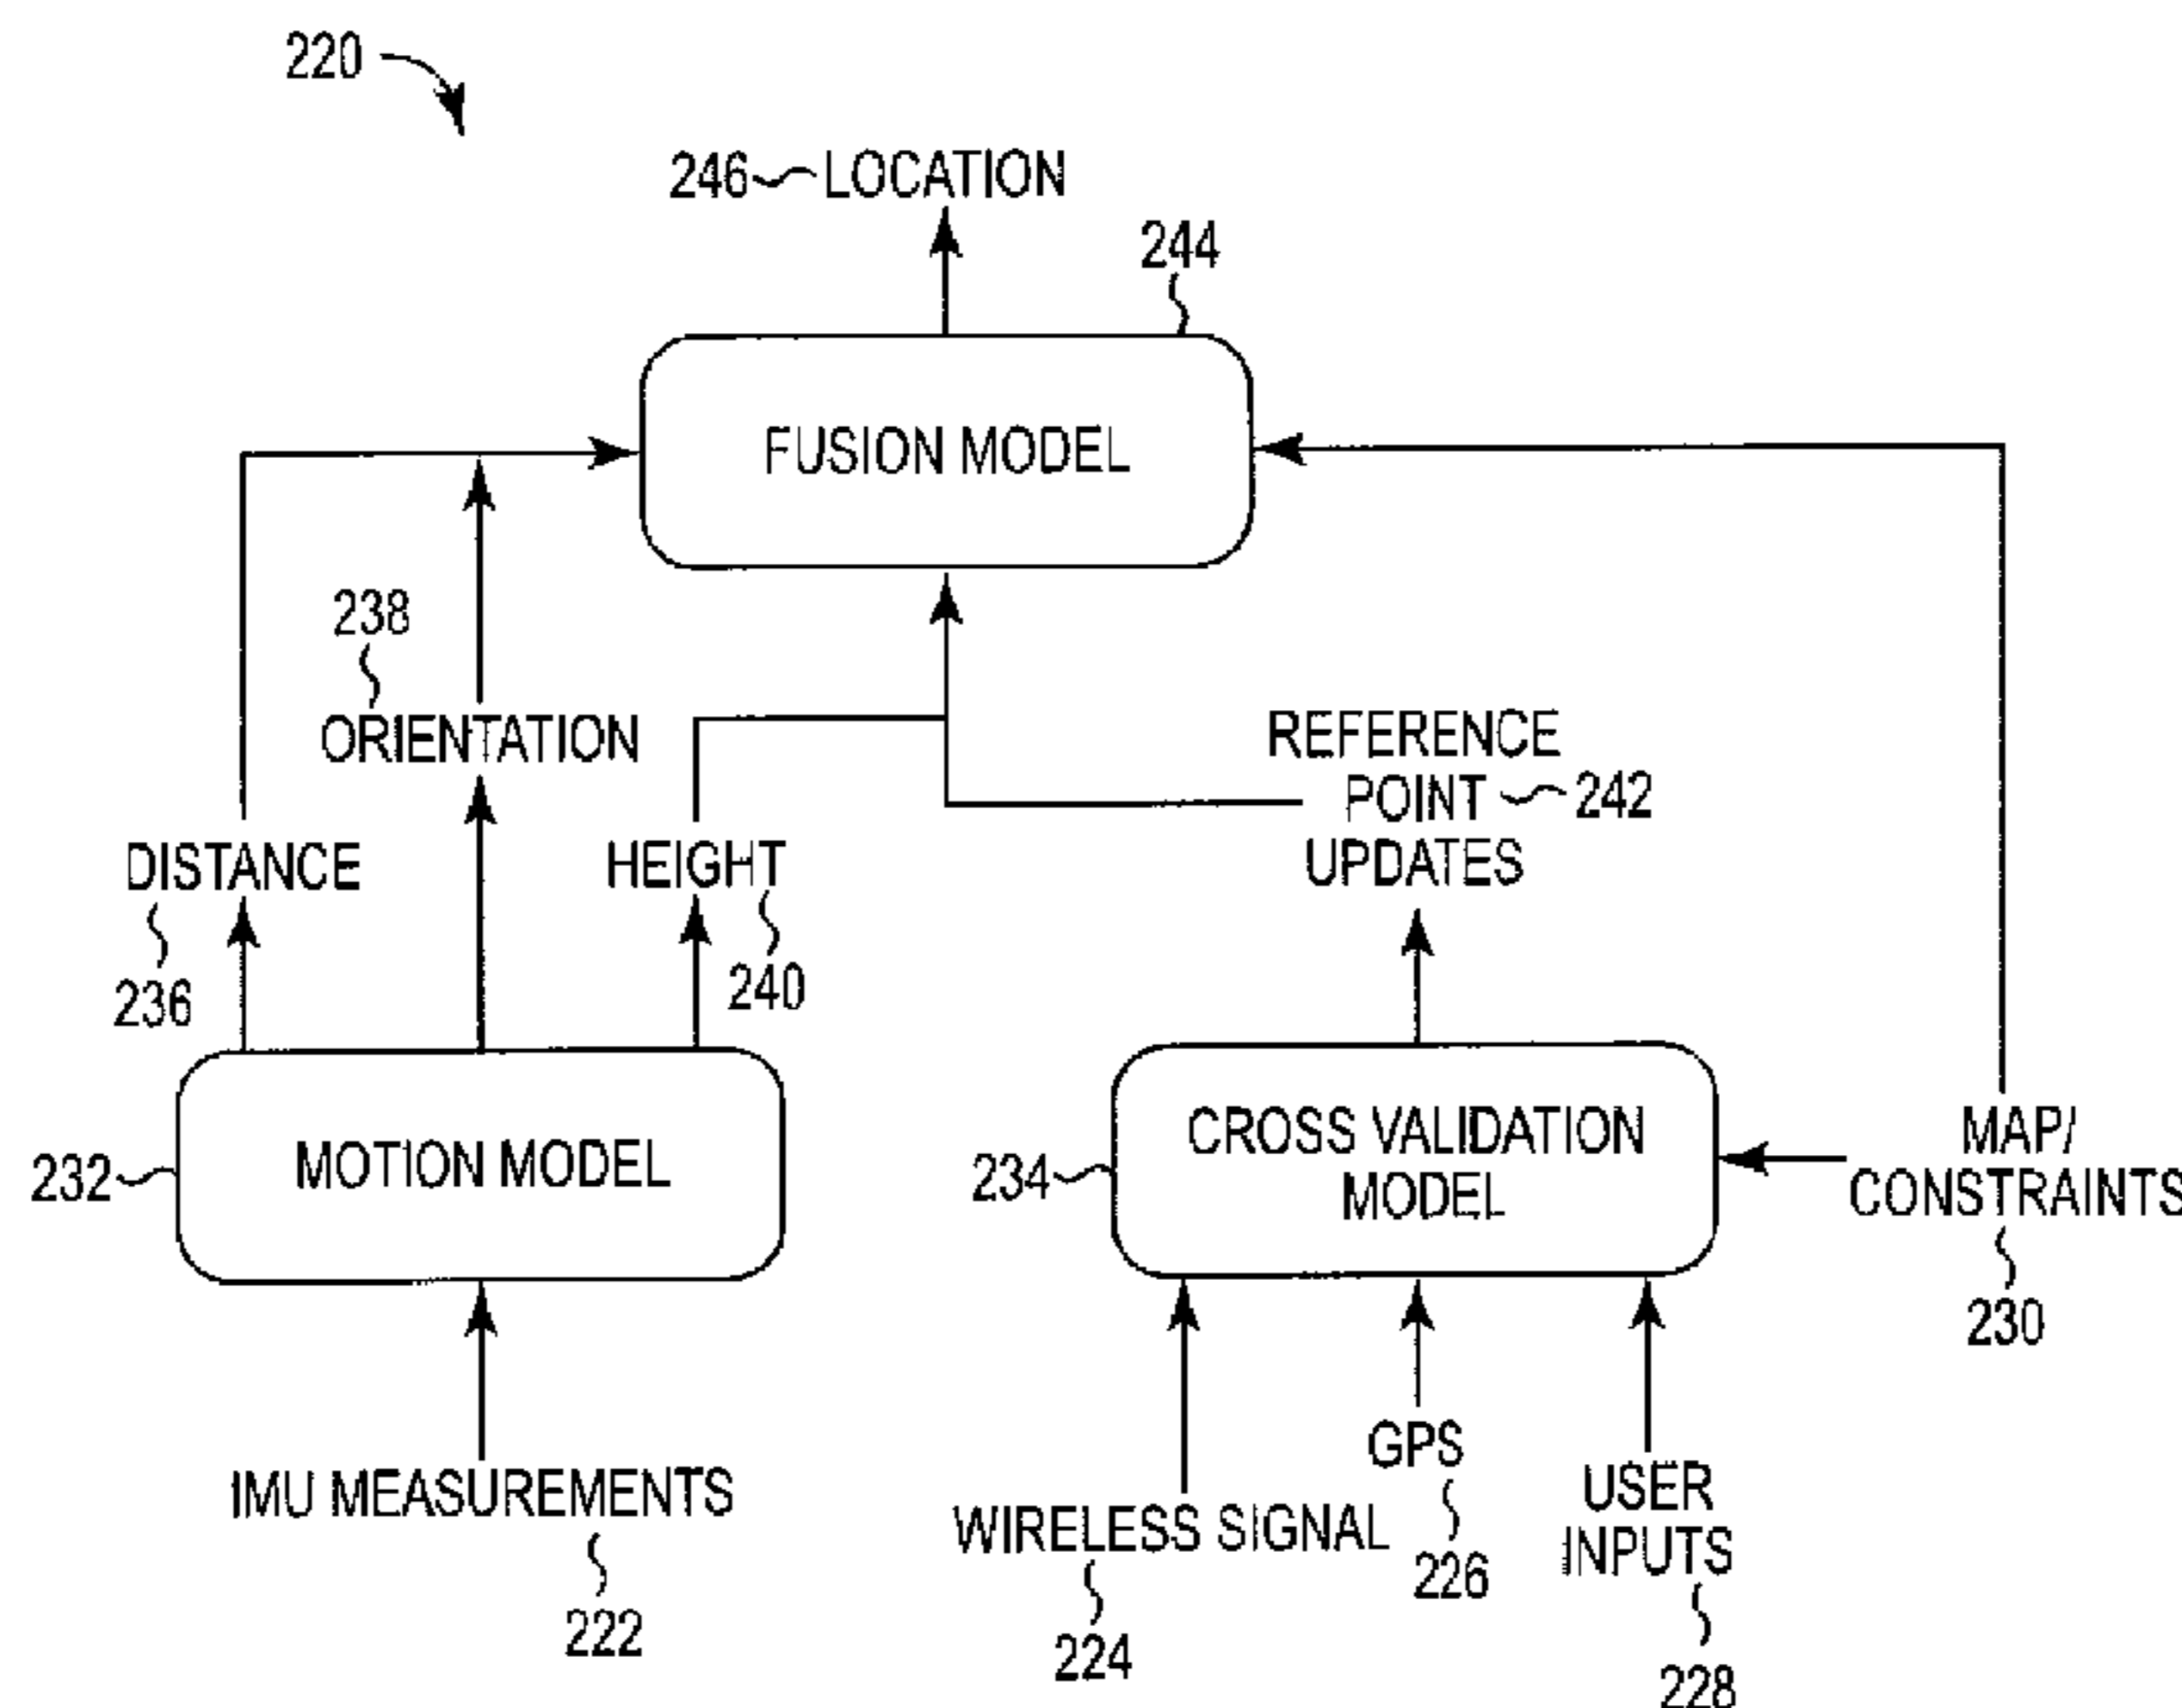 220
246 LOCATION
244
FUSION MODEL
238
ORIENTATION
REFERENCE
POINT 242
UPDATES
DISTANCE
HEIGHT
236
240
232
MOTION MODEL
234
CROSS VALIDATION
MODEL
MAP/
CONSTRAINTS
230
IMU MEASUREMENTS
222
WIRELESS SIGNAL
224
GPS
226
USER
INPUTS
228